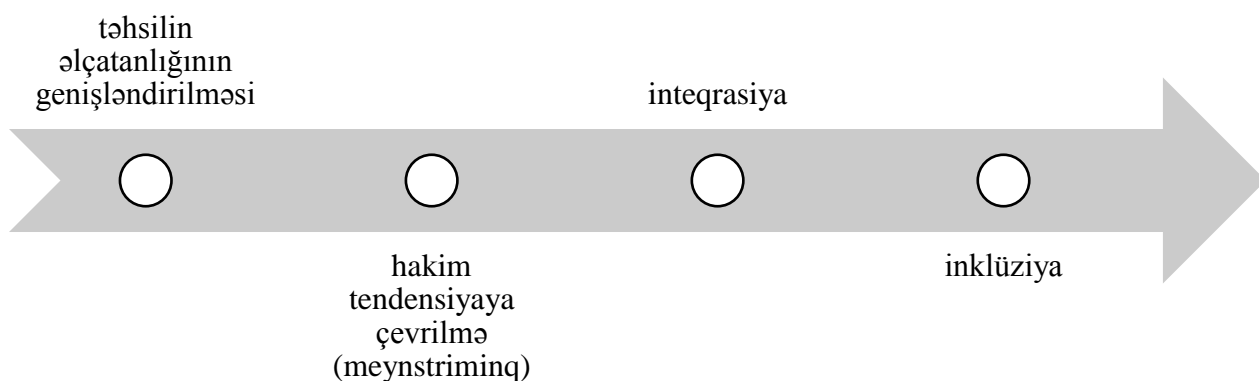 təhsilin
əlçatanlığının
genişləndirilməsi
hakim
tendensiyaya
çevrilmə
(meynstriminq)
inteqrasiya
inklüziya